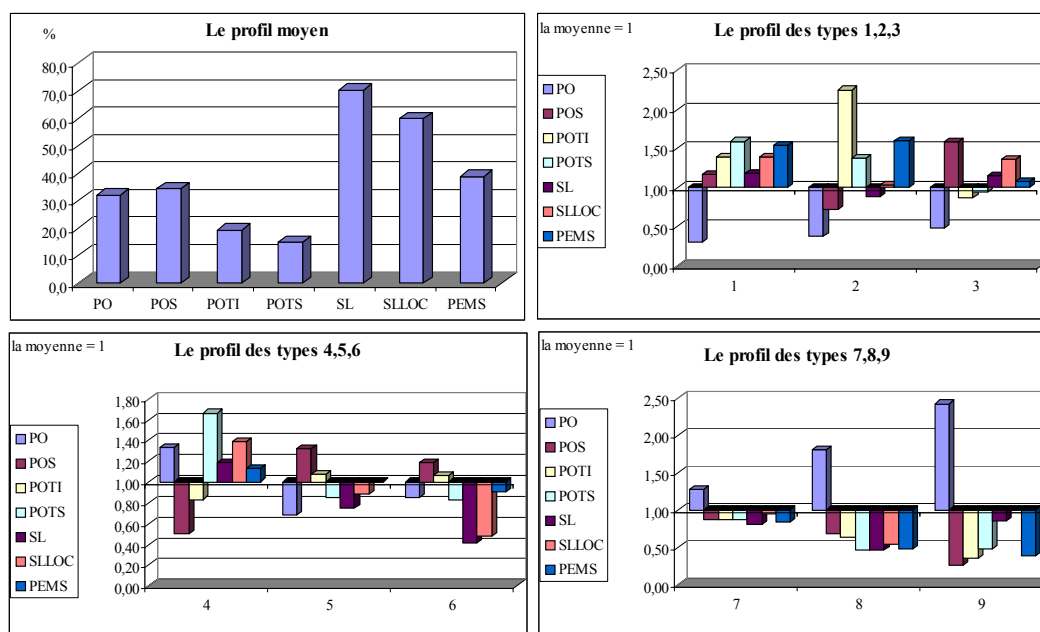 Le profil moyen
%
80,0
70,0
60,0
50,0
40,0
30,0
20,0
10,0
0,0
PO POS POTI POTS SL SLLOC PEMS
la moyenne = 1
Le profil des types 1,2,3
PO
POS
POTI
POTS
SL
SLLOC
PEMS
2,50
2,00
1,50
1,00
0,50
0,00
1 2 3
la moyenne = 1
Le profil des types 4,5,6
PO
POS
POTI
POTS
SL
SLLOC
PEMS
1,80
1,60
1,40
1,20
1,00
0,80
0,60
0,40
0,20
0,00
4 5 6
la moyenne = 1
Le profil des types 7,8,9
PO
POS
POTI
POTS
SL
SLLOC
PEMS
2,50
2,00
1,50
1,00
0,50
0,00
7 8 9